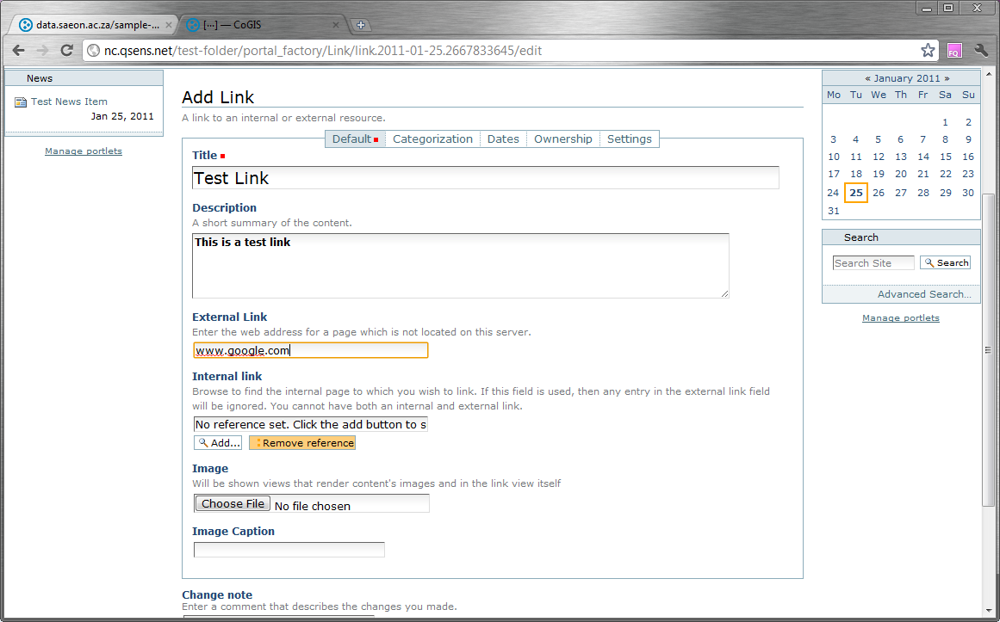 data.saeon.ac.za/sample-...
[...] — CoGIS
nc.qsens.net/test-folder/portal_factory/Link/link.2011-01-25.2667833645/edit
FQ
News
Test News Item
Jan 25, 2011
Manage portlets
Add Link
A link to an internal or external resource.
Default Categorization Dates Ownership Settings
Title
Test Link
Description
A short summary of the content.
This is a test link
External Link
Enter the web address for a page which is not located on this server.
www.google.com
Internal link
Browse to find the internal page to which you wish to link. If this field is used, then any entry in the external link field
will be ignored. You cannot have both an internal and external link.
No reference set. Click the add button to s
Add... Remove reference
Image
Will be shown views that render content's images and in the link view itself
Choose File No file chosen
Image Caption
Change note
Enter a comment that describes the changes you made.
« January 2011 »
Mo Tu We Th Fr Sa Su
1 2
3 4 5 6 7 8 9
10 11 12 13 14 15 16
17 18 19 20 21 22 23
24 25 26 27 28 29 30
31
Search
Search Site Search
Advanced Search...
Manage portlets